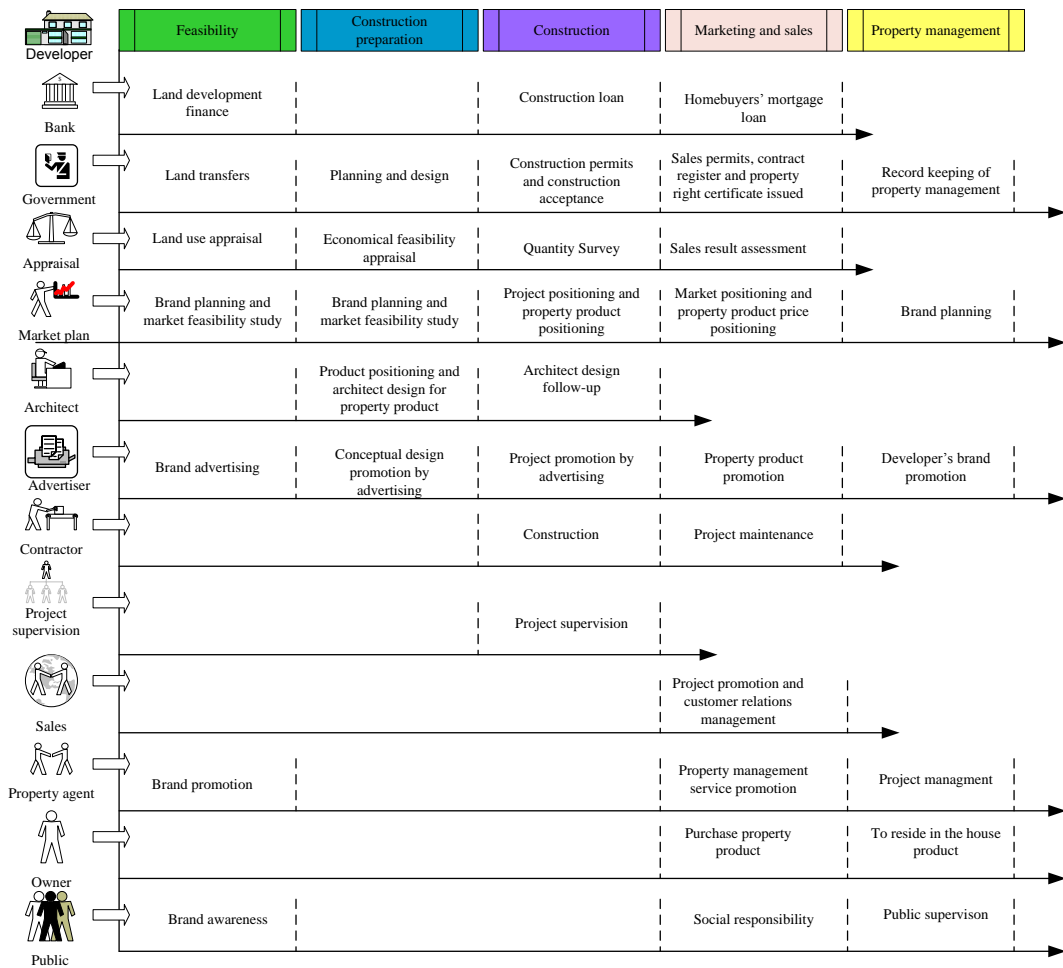 Developer
Feasibility
Construction
preparation
Construction
Marketing and sales
Property management
Bank
Land development
finance
Construction loan
Homebuyers' mortgage
loan
Government
Land transfers
Planning and design
Construction permits
and construction
acceptance
Sales permits, contract
register and property
right certificate issued
Record keeping of
property management
Appraisal
Land use appraisal
Economical feasibility
appraisal
Quantity Survey
Sales result assessment
Market plan
Brand planning and
market feasibility study
Brand planning and
market feasibility study
Project positioning and
property product
positioning
Market positioning and
property product price
positioning
Brand planning
Architect
Product positioning and
architect design for
property product
Architect design
follow-up
Advertiser
Brand advertising
Conceptual design
promotion by
advertising
Project promotion by
advertising
Property product
promotion
Developer's brand
promotion
Contractor
Construction
Project maintenance
Project
supervision
Project supervision
Sales
Project promotion and
customer relations
management
Property agent
Brand promotion
Property management
service promotion
Project managment
Owner
Purchase property
product
To reside in the house
product
Public
Brand awareness
Social responsibility
Public supervison